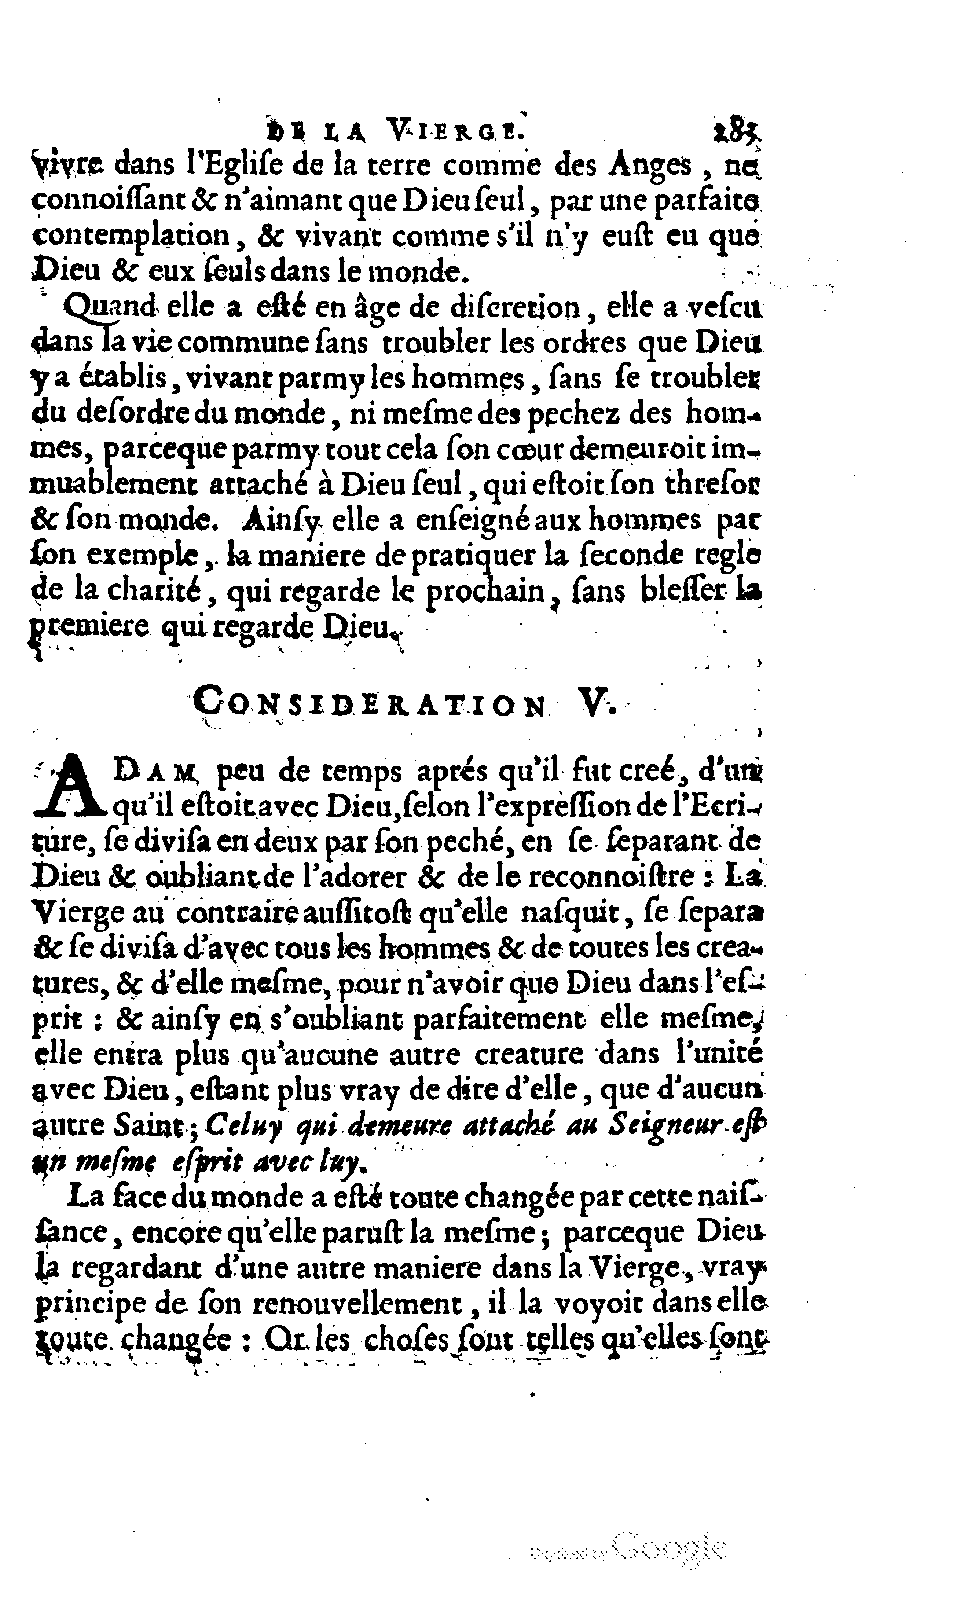 DE LA VIERGE. 285
vivre dans l'Egliſe de la terre comme des Anges, ne
connoiſſant & n'aimant que Dieu ſeul, par une parfaite
contemplation, & vivant comme s'il n'y euſt eu que
Dieu & eux ſeuls dans le monde.
Quand elle a eſté en âge de diſcretion, elle a veſcu
dans la vie commune ſans troubler les ordres que Dieu
y a établis, vivant parmy les hommes, ſans ſe troubler
du deſordre du monde, ni meſme des pechez des hom-
mes, parceque parmy tout cela ſon cœur demeuroit im-
muablement attaché à Dieu ſeul, qui eſtoit ſon threſor
& ſon monde. Ainſy elle a enſeigné aux hommes par
ſon exemple, la maniere de pratiquer la ſeconde regle
de la charité, qui regarde le prochain, ſans bleſſer la
premiere qui regarde Dieu.
CONSIDERATION V.
ADAM peu de temps aprés qu'il fut creé, d'un
qu'il eſtoit avec Dieu, ſelon l'expreſſion de l'Ecri-
ture, ſe diviſa en deux par ſon peché, en ſe ſeparant de
Dieu & oubliant de l'adorer & de le reconnoiſtre : La
Vierge au contraire auſſitoſt qu'elle naſquit, ſe ſepara
& ſe diviſa d'avec tous les hommes & de toutes les crea-
tures, & d'elle meſme, pour n'avoir que Dieu dans l'eſ-
prit : & ainſy en s'oubliant parfaitement elle meſme,
elle entra plus qu'aucune autre creature dans l'unité
avec Dieu, eſtant plus vray de dire d'elle, que d'aucun
autre Saint ; Celuy qui demeure attaché au Seigneur eſt
un meſme eſprit avec luy.
La face du monde a eſté toute changée par cette naiſ-
ſance, encore qu'elle paruſt la meſme ; parceque Dieu
la regardant d'une autre maniere dans la Vierge, vray
principe de ſon renouvellement, il la voyoit dans elle
toute changée : Or les choſes ſont telles qu'elles ſont
Google